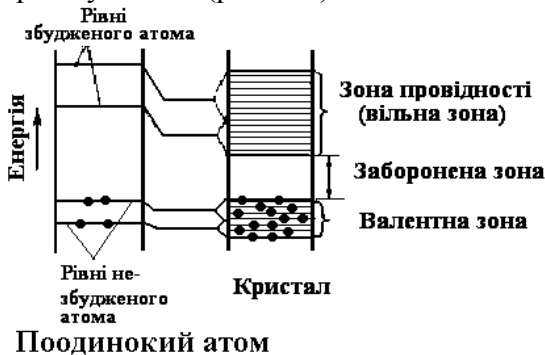 Рівні
збудженого атома
Енергія
Зона провідності
(вільна зона)
Заборонена зона
Валентна зона
Рівні не-
збудженого
атома
Кристал
Поодинокий атом